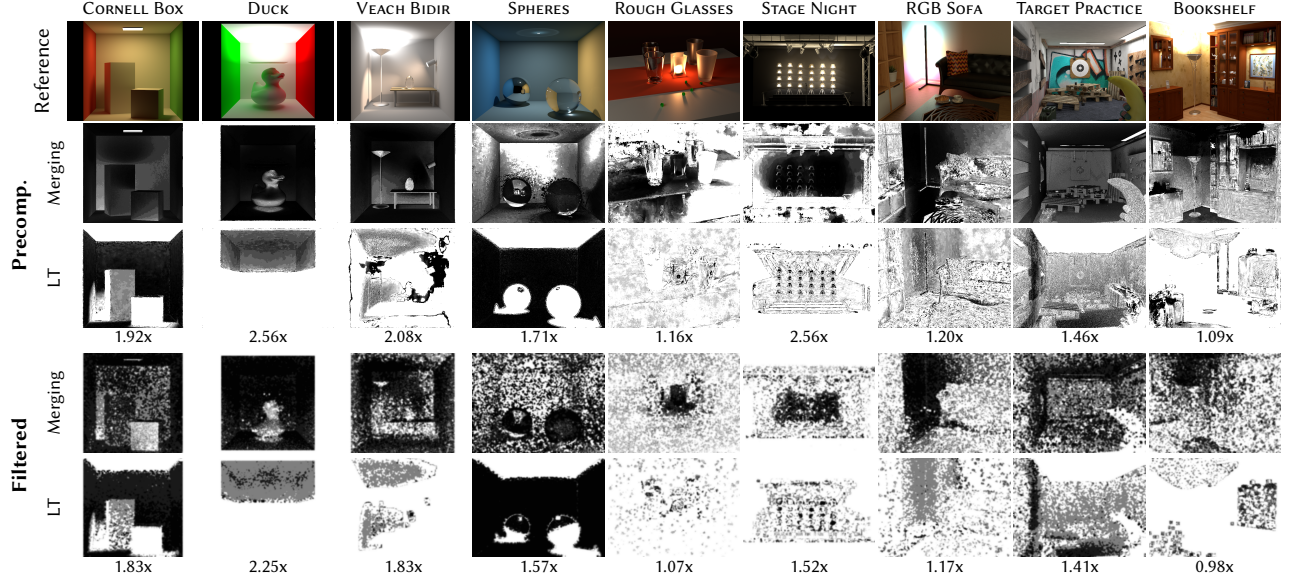 CORNELL BOX DUCK VEACH BIDIR SPHERES ROUGH GLASSES STAGE NIGHT RGB SOFA TARGET PRACTICE BOOKSHELF
Reference
Precomp.
Merging
LT
1.92x 2.56x 2.08x 1.71x 1.16x 2.56x 1.20x 1.46x 1.09x
Filtered
Merging
LT
1.83x 2.25x 1.83x 1.57x 1.07x 1.52x 1.17x 1.41x 0.98x